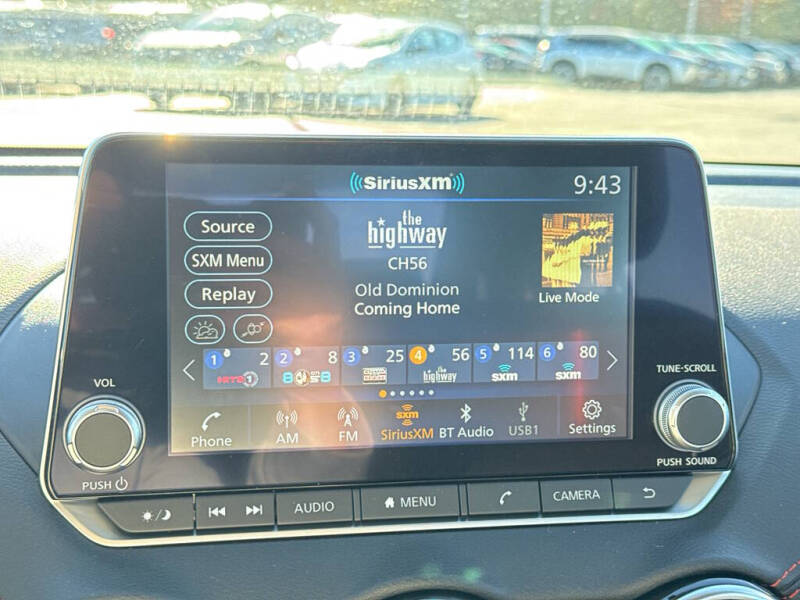 SiriusXM
9:43
Source
SXM Menu
Replay
the
highway
CH56
Old Dominion
Coming Home
Live Mode
1 2
2 8
3 25
4 56
5 114
6 80
the
highway
sxm
sxm
Phone
AM
FM
sxm
SiriusXM
BT Audio
USB1
Settings
VOL
PUSH
TUNE-SCROLL
PUSH SOUND
AUDIO
MENU
CAMERA